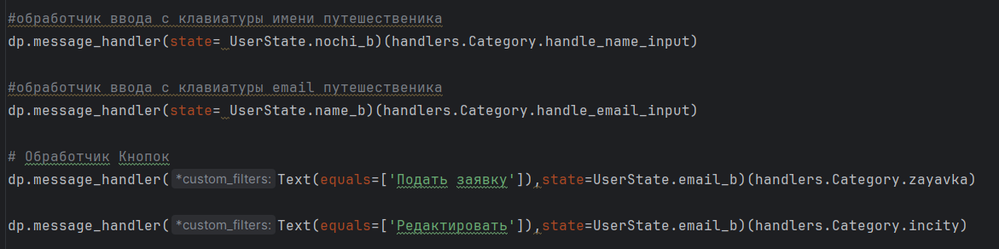 #обработчик ввода с клавиатуры имени путешественика
dp.message_handler(state= UserState.nochi_b)(handlers.Category.handle_name_input)
#обработчик ввода с клавиатуры email путешественика
dp.message_handler(state= UserState.name_b)(handlers.Category.handle_email_input)
# Обработчик Кнопок
dp.message_handler( *custom_filters: Text(equals=['Подать заявку']),state=UserState.email_b)(handlers.Category.zayavka)
dp.message_handler( *custom_filters: Text(equals=['Редактировать']),state=UserState.email_b)(handlers.Category.incity)